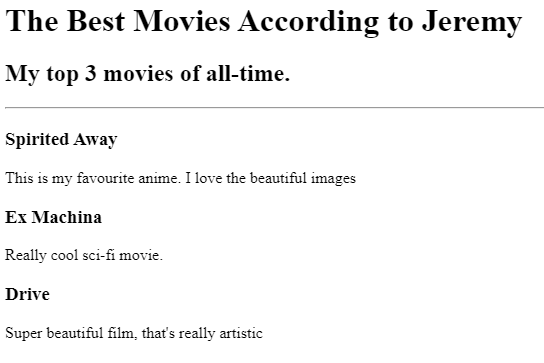 The Best Movies According to Jeremy
My top 3 movies of all-time.
Spirited Away
This is my favourite anime. I love the beautiful images
Ex Machina
Really cool sci-fi movie.
Drive
Super beautiful film, that's really artistic